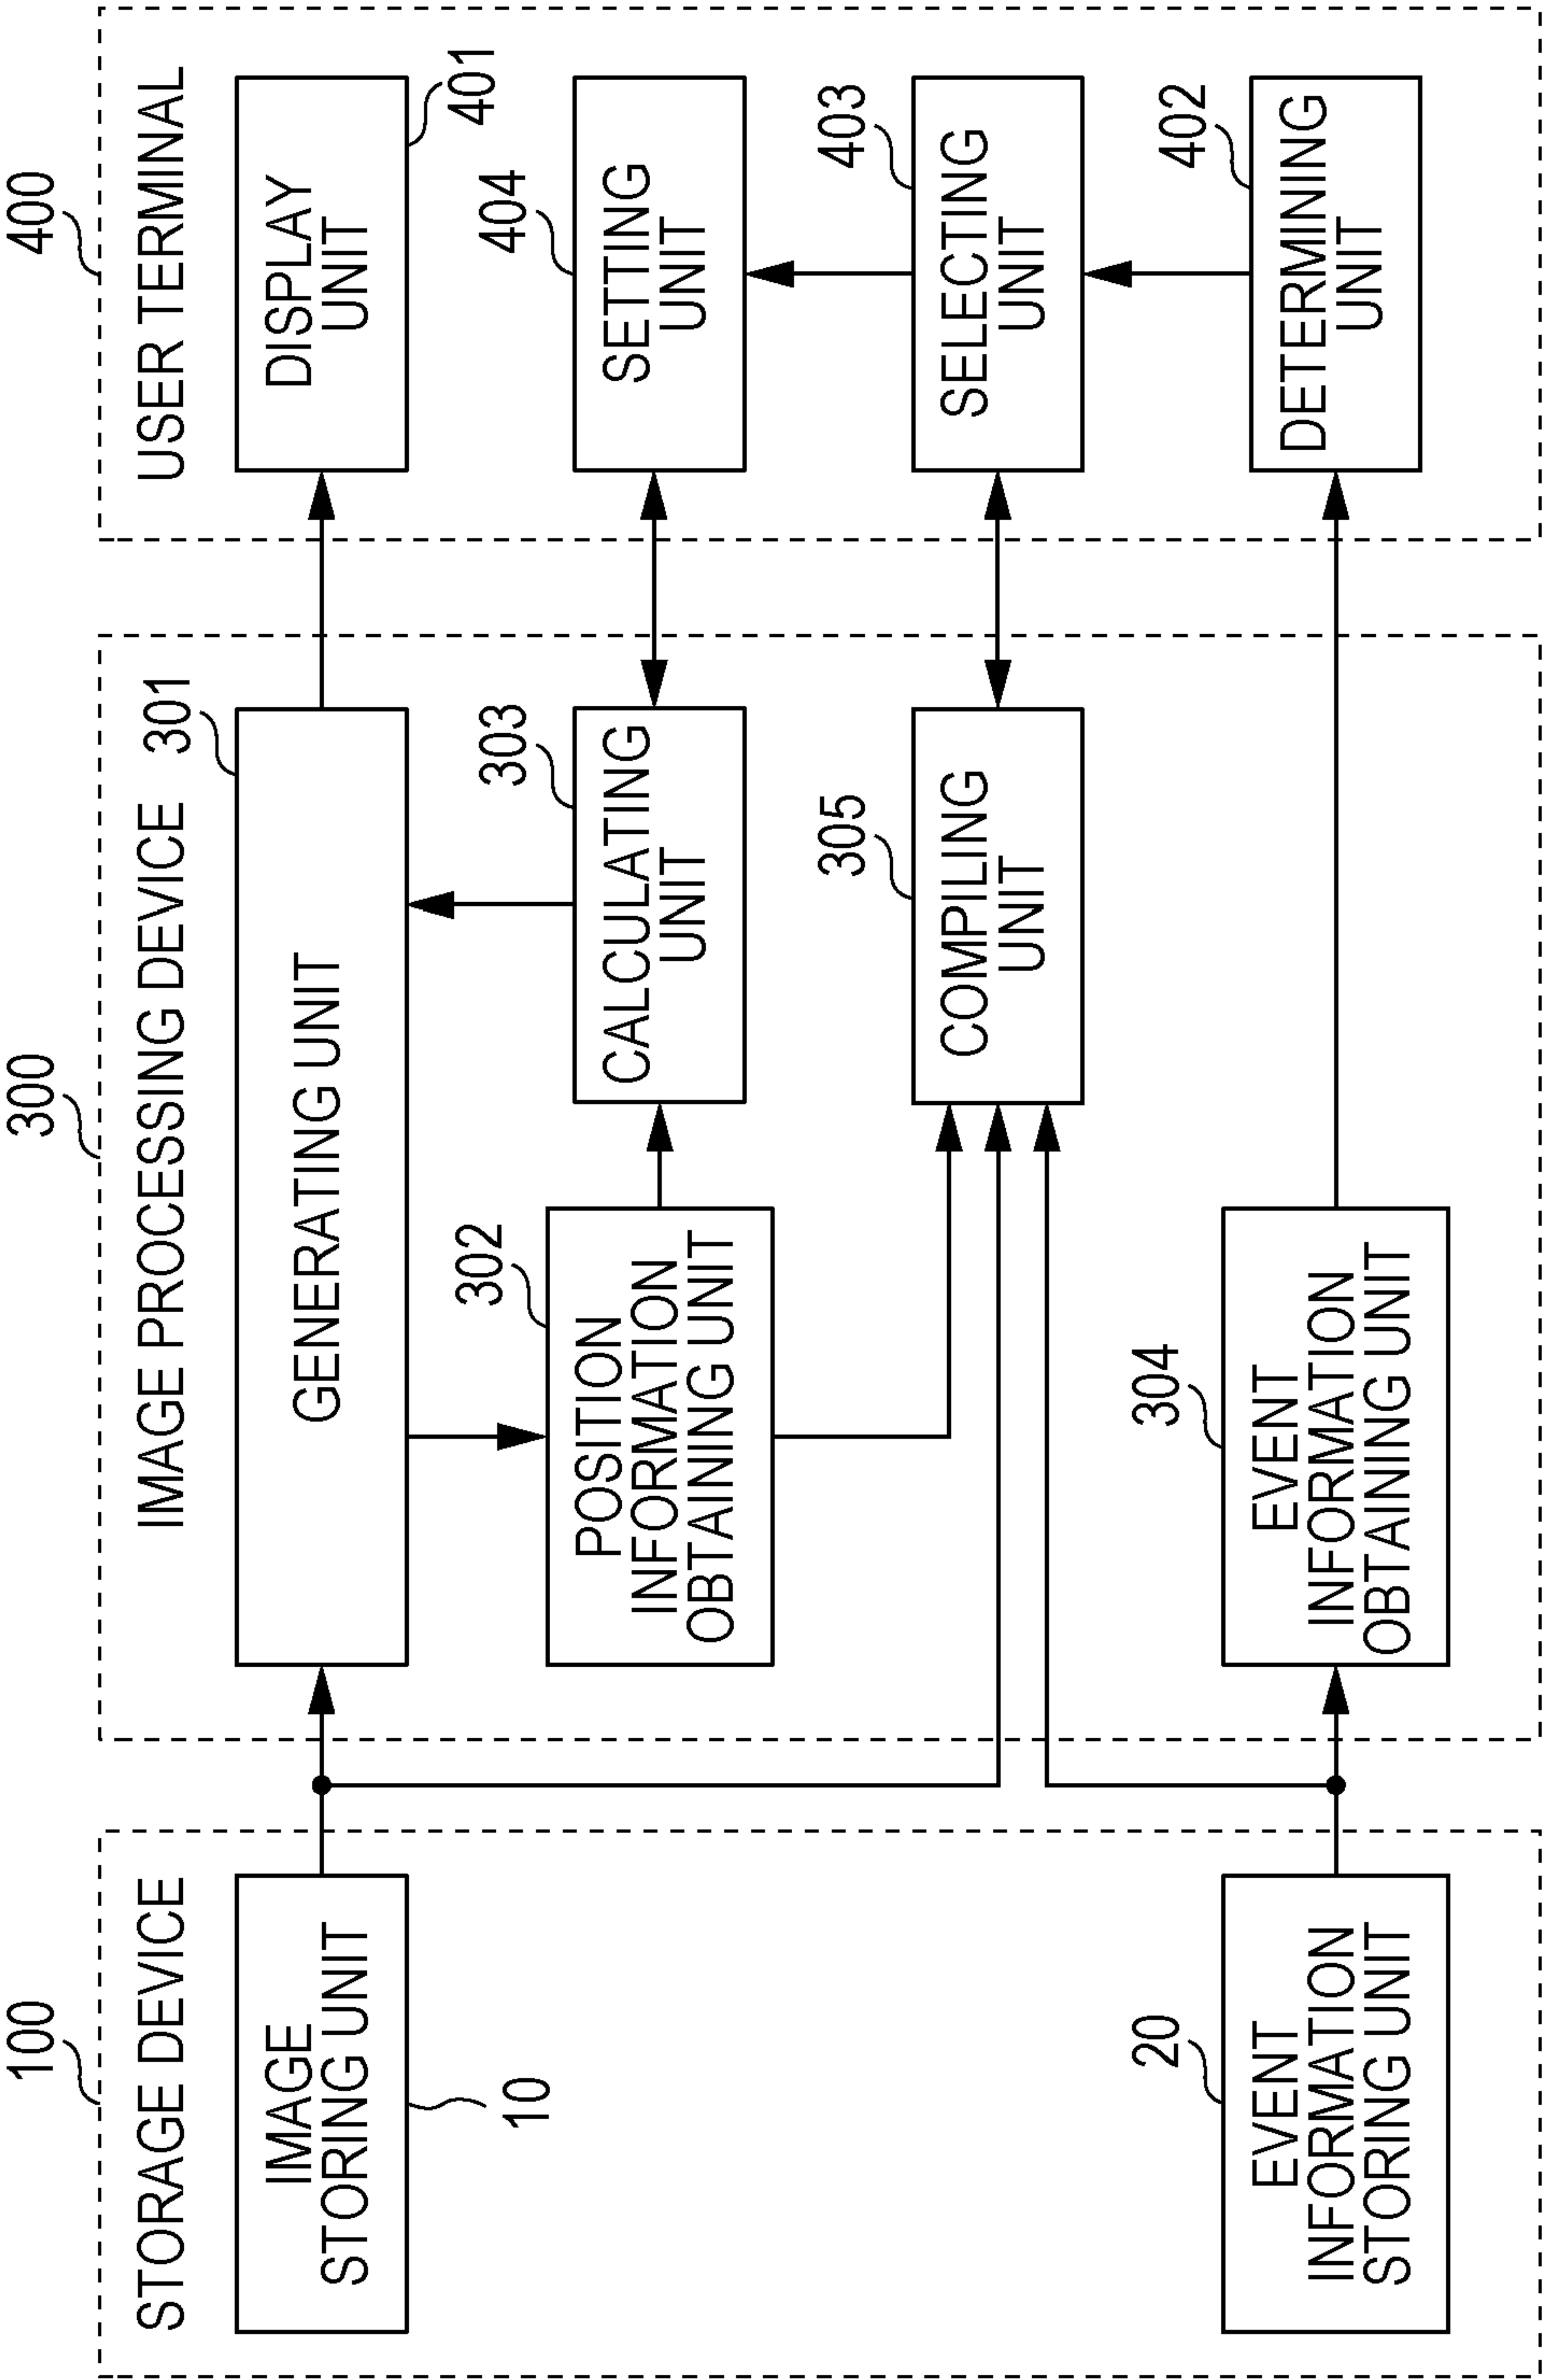 100
STORAGE DEVICE
IMAGE
STORING UNIT
10
20
EVENT
INFORMATION
STORING UNIT
300
IMAGE PROCESSING DEVICE
301
GENERATING UNIT
302
POSITION
INFORMATION
OBTAINING UNIT
303
CALCULATING
UNIT
305
COMPILING
UNIT
304
EVENT
INFORMATION
OBTAINING UNIT
400
USER TERMINAL
DISPLAY
UNIT
401
404
SETTING
UNIT
403
SELECTING
UNIT
402
DETERMINING
UNIT